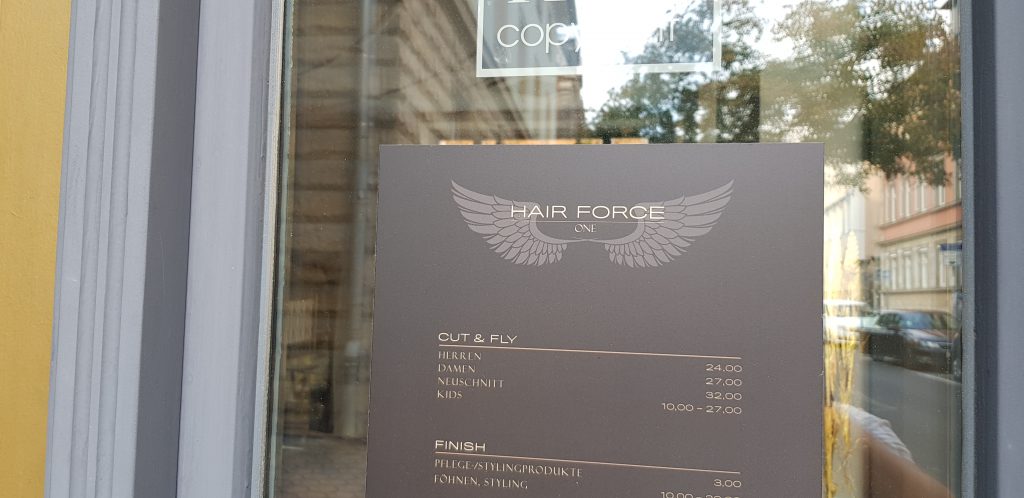 HAIR FORCE
ONE
CUT & FLY
HERREN 24.00
DAMEN 27.00
NEUSCHNITT 32.00
KIDS 10.00 – 27.00
FINISH
PFLEGE-/STYLINGPRODUKTE 3.00
FÖHNEN, STYLING